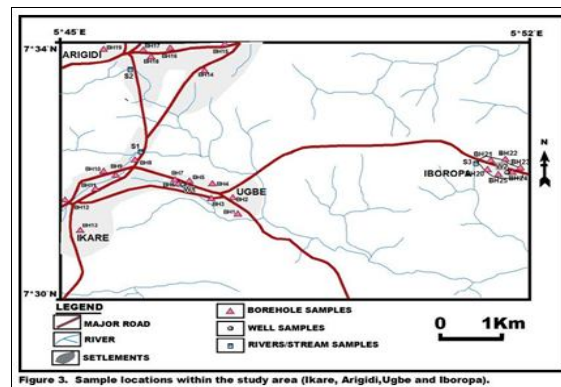 5°45'E
5°52'E
7°34'N
ARIGIDI
BH19
BH17
BH16
BH18
BH15
BH14
S2
S1
BH8
BH9
BH10
BH7
BH5
BH4
BH3
BH2
BH1
UGBE
BH12
BH13
IKARE
IBOROPA
S3
BH21
BH22
BH23
BH24
BH20
BH25
N
7°30'N
LEGEND
MAJOR ROAD
RIVER
SETLEMENTS
BOREHOLE SAMPLES
WELL SAMPLES
RIVERS/STREAM SAMPLES
0 1Km
Figure 3. Sample locations within the study area (Ikare, Arigidi,Ugbe and Iboropa).